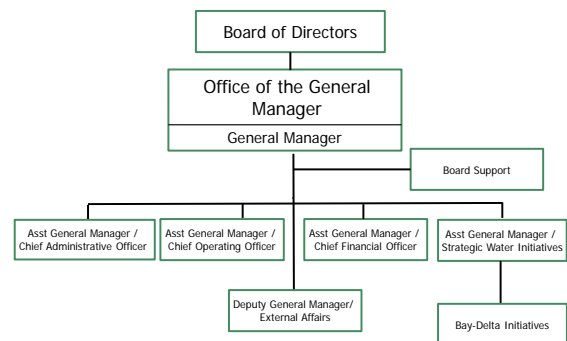 Board of Directors
Office of the General
Manager
General Manager
Board Support
Asst General Manager /
Chief Administrative Officer
Asst General Manager /
Chief Operating Officer
Asst General Manager /
Chief Financial Officer
Asst General Manager /
Strategic Water Initiatives
Deputy General Manager/
External Affairs
Bay-Delta Initiatives